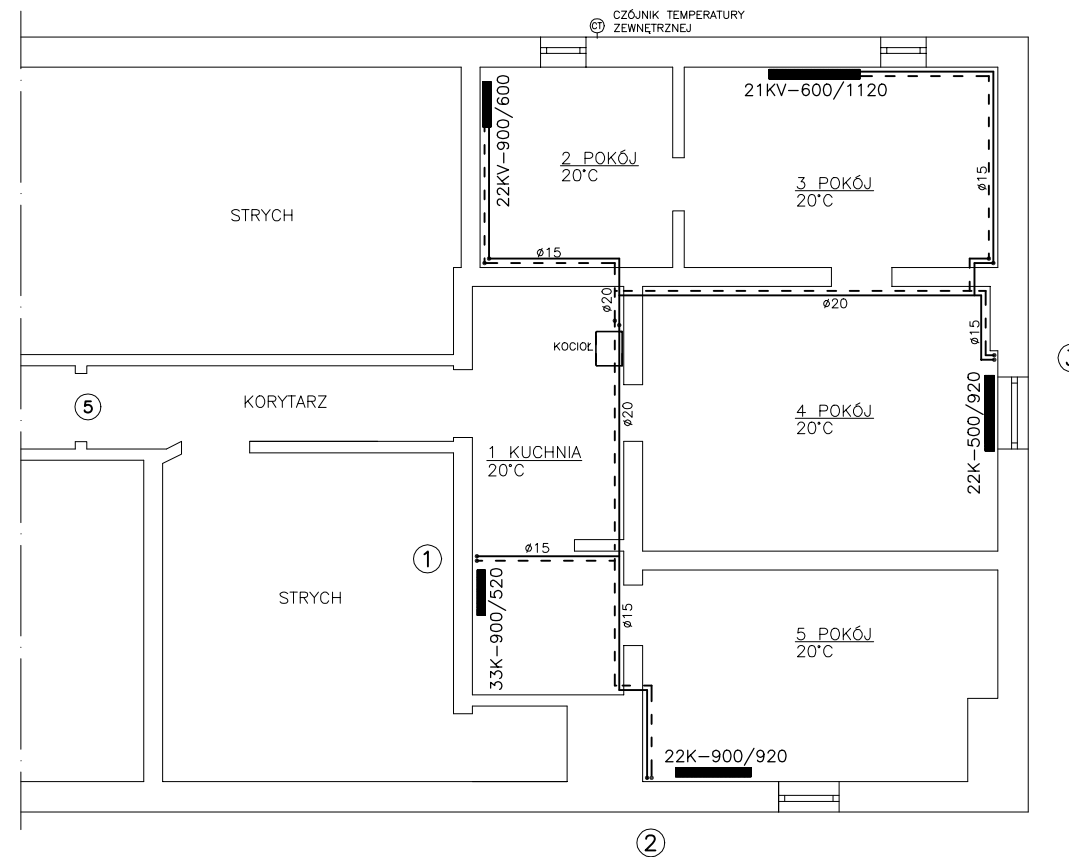 CZÓJNIK TEMPERATURY
CT ZEWNĘTRZNEJ
22KV-900/600
21KV-600/1120
2 POKÓJ
20°C
3 POKÓJ
20°C
ø15
STRYCH
ø15
ø20
ø20
ø15
KOCIOŁ
5
KORYTARZ
ø20
4 POKÓJ
20°C
22K-500/920
1 KUCHNIA
20°C
1
ø15
STRYCH
33K-900/520
ø15
5 POKÓJ
20°C
22K-900/920
2